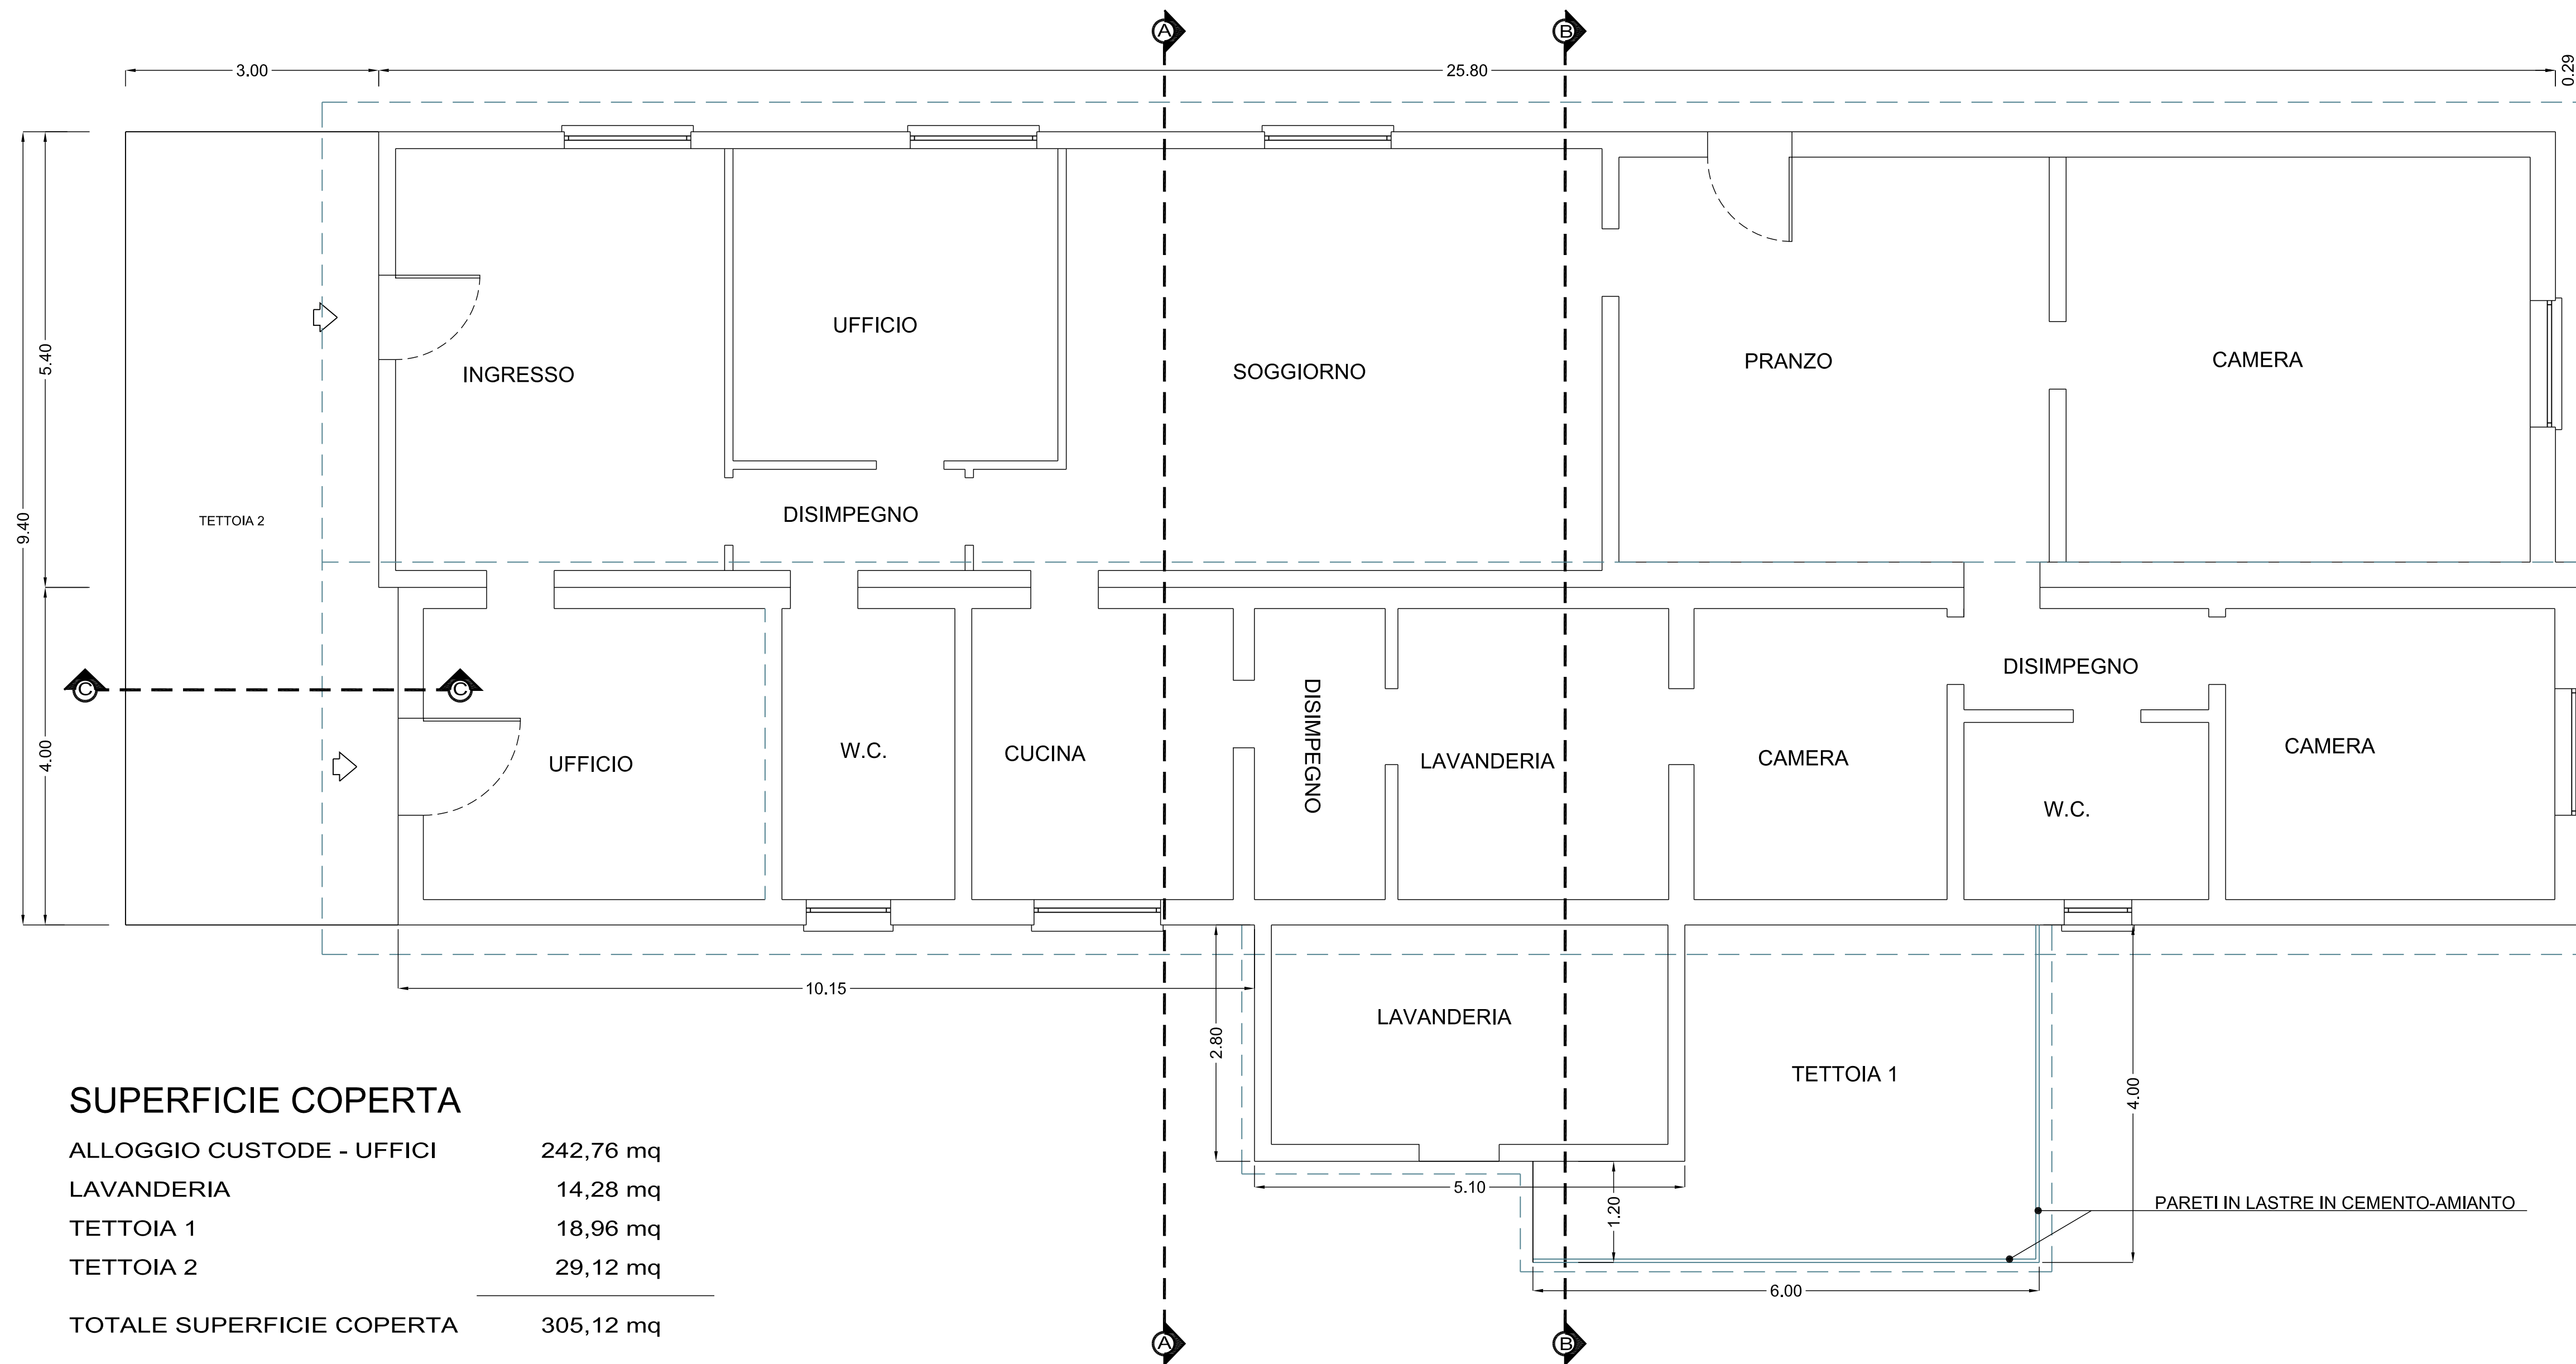 A
B
3.00
25.80
0.29
UFFICIO
INGRESSO
SOGGIORNO
PRANZO
CAMERA
5.40
9.40
TETTOIA 2
DISIMPEGNO
DISIMPEGNO
C
C
DISIMPEGNO
4.00
UFFICIO
W.C.
CUCINA
LAVANDERIA
CAMERA
CAMERA
W.C.
10.15
2.80
LAVANDERIA
TETTOIA 1
4.00
5.10
1.20
PARETI IN LASTRE IN CEMENTO-AMIANTO
6.00
SUPERFICIE COPERTA
ALLOGGIO CUSTODE - UFFICI 242,76 mq
LAVANDERIA 14,28 mq
TETTOIA 1 18,96 mq
TETTOIA 2 29,12 mq
TOTALE SUPERFICIE COPERTA 305,12 mq
A
B